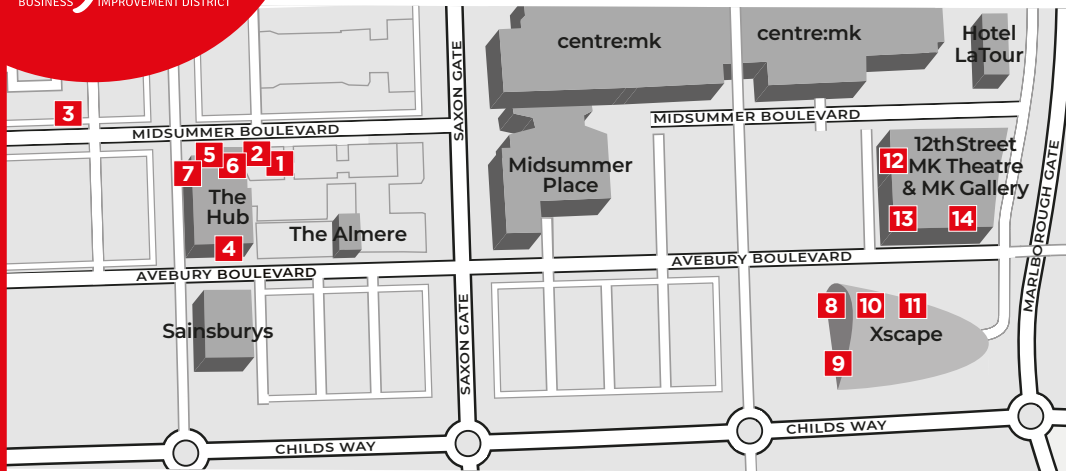 BUSINESS IMPROVEMENT DISTRICT
centre:mk
centre:mk
Hotel
LaTour
SAXON GATE
3
MIDSUMMER BOULEVARD
MIDSUMMER BOULEVARD
5
2
7
6
1
The
Hub
Midsummer
Place
12
12th Street
MK Theatre
& MK Gallery
13
14
MARLBOROUGH GATE
4
The Almere
AVEBURY BOULEVARD
AVEBURY BOULEVARD
Sainsburys
SAXON GATE
8
10
11
Xscape
9
CHILDS WAY
CHILDS WAY